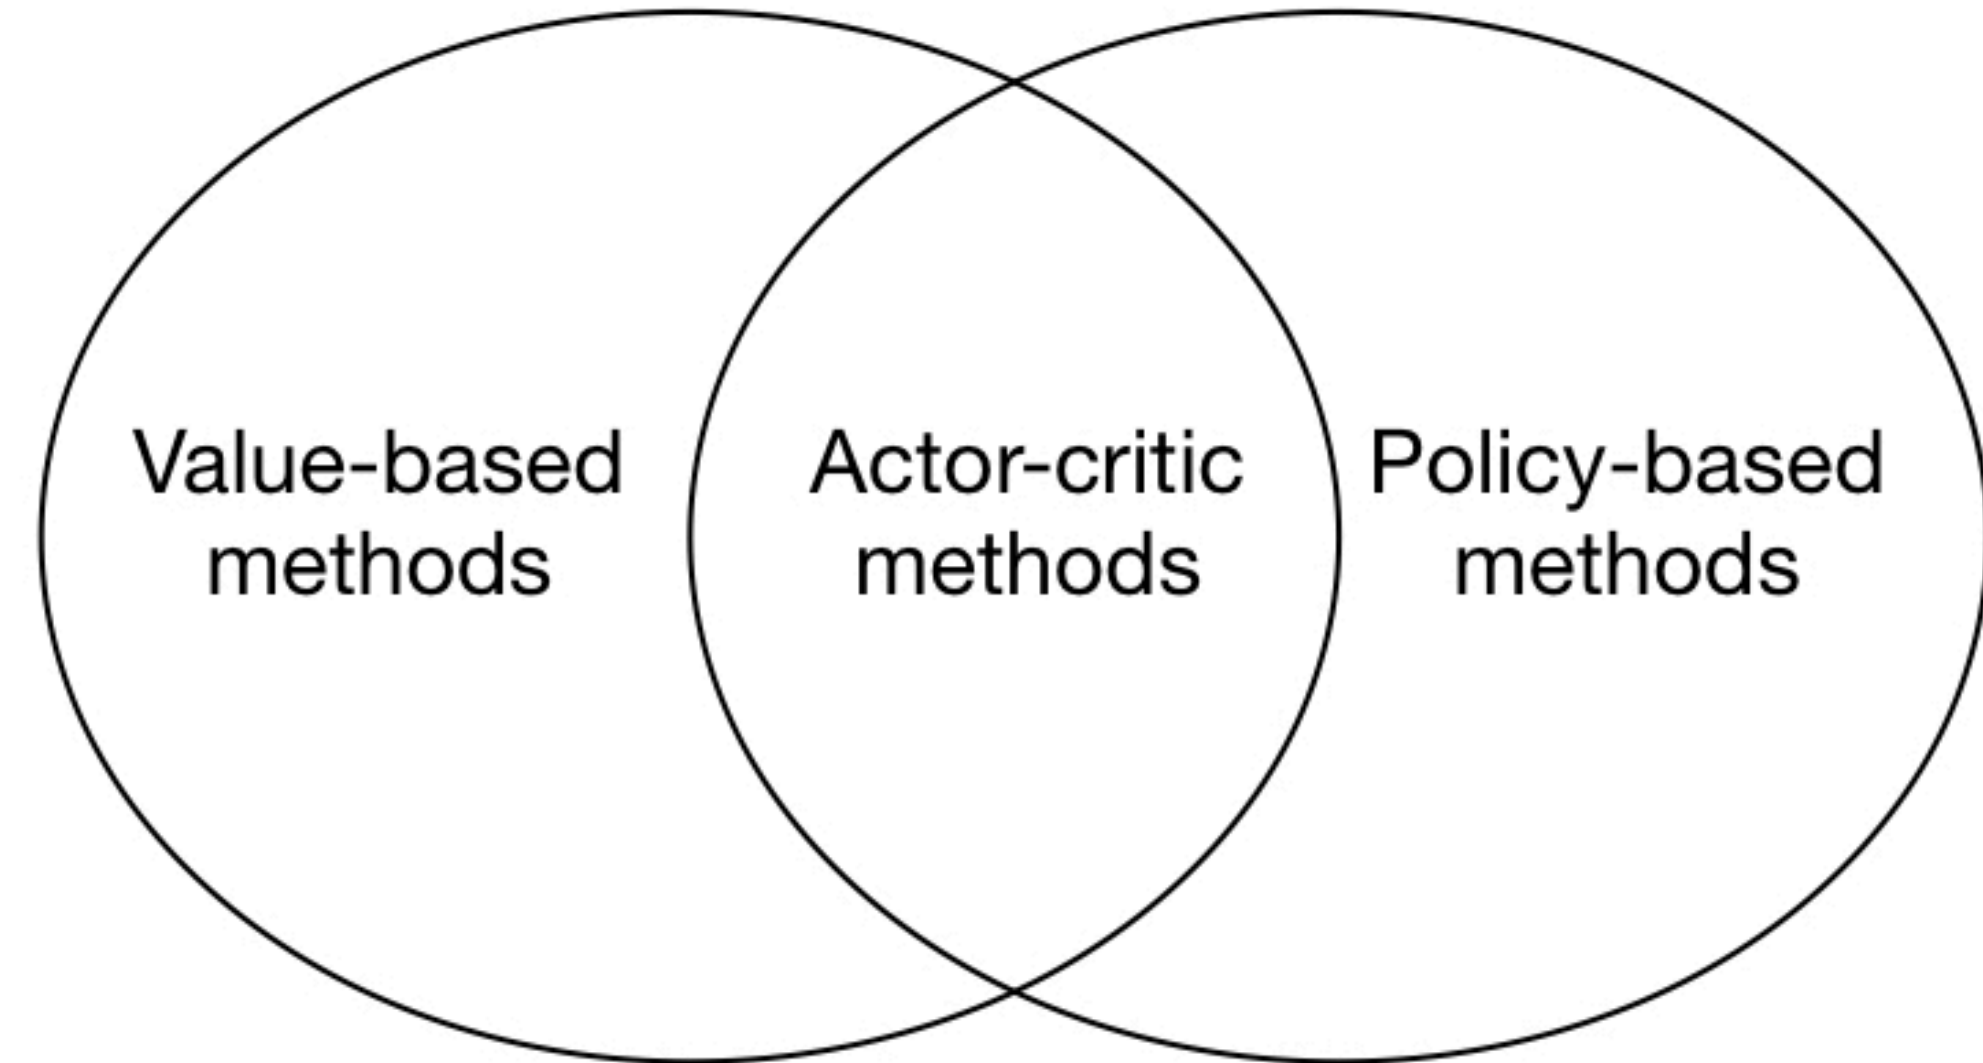 Value-based
methods
Actor-critic
methods
Policy-based
methods